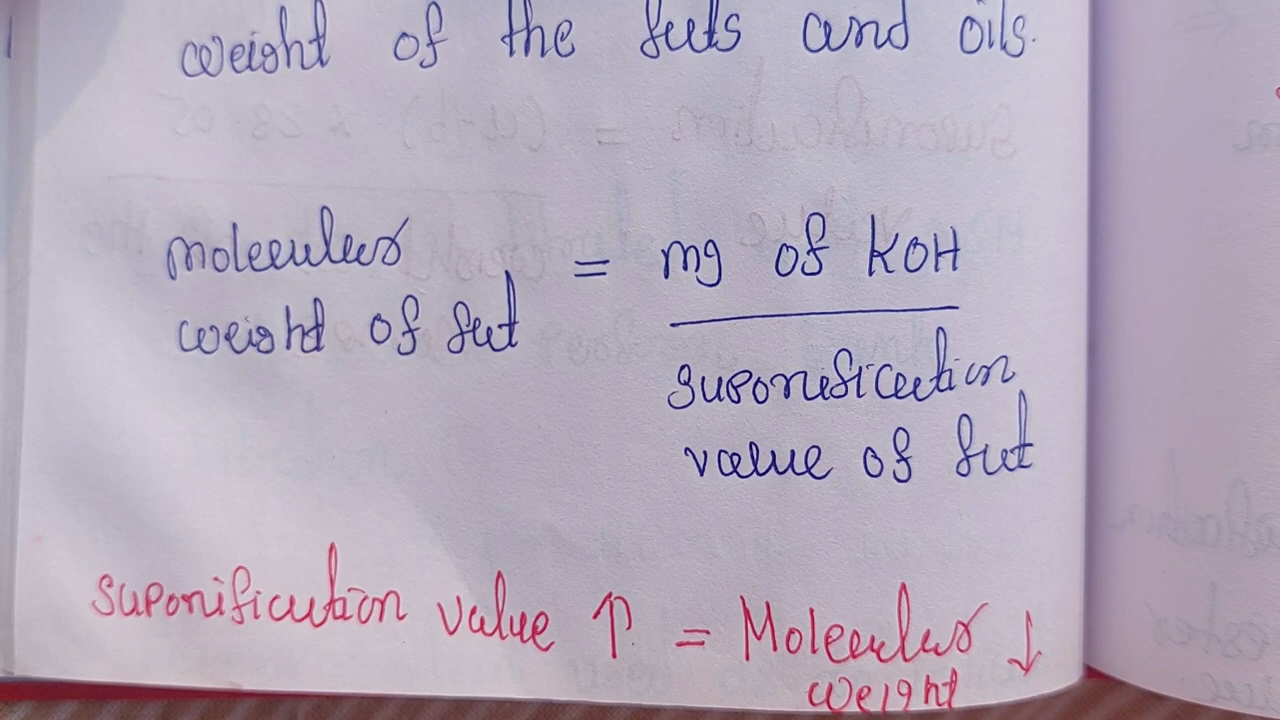 weight of the fats and oils.
molecular
weight of fat = mg of KOH
saponification
value of fat
saponification value ↑ = Molecular ↓
weight